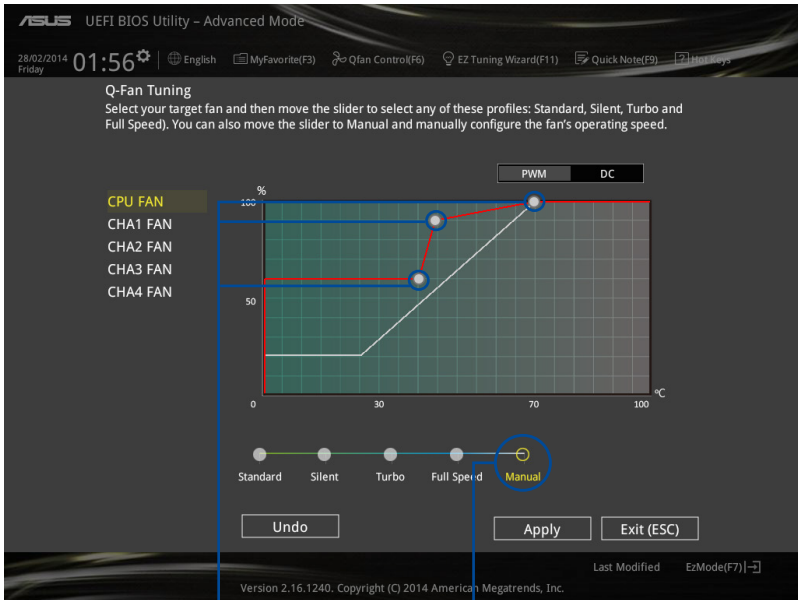 ASUS UEFI BIOS Utility – Advanced Mode
28/02/2014 Friday 01:56 English MyFavorite(F3) Qfan Control(F6) EZ Tuning Wizard(F11) Quick Note(F9) ? Hot Keys
Q-Fan Tuning
Select your target fan and then move the slider to select any of these profiles: Standard, Silent, Turbo and
Full Speed). You can also move the slider to Manual and manually configure the fan's operating speed.
PWM DC
CPU FAN
CHA1 FAN
CHA2 FAN
CHA3 FAN
CHA4 FAN
%
100
50
0 30 70 100
ºC
Standard Silent Turbo Full Speed Manual
Undo Apply Exit (ESC)
Last Modified EzMode(F7)
Version 2.16.1240. Copyright (C) 2014 American Megatrends, Inc.